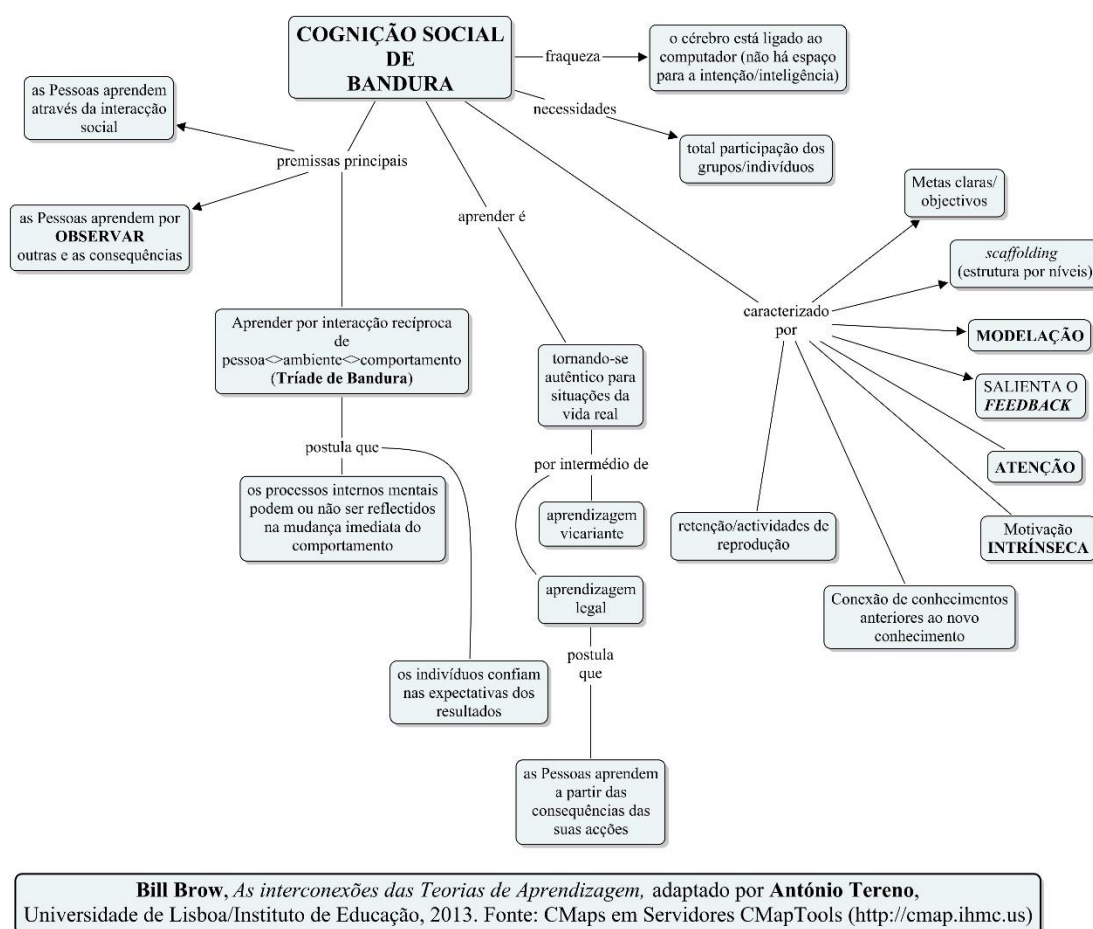 COGNIÇÃO SOCIAL
DE
BANDURA
fraqueza
o cérebro está ligado ao
computador (não há espaço
para a intenção/inteligência)
necessidades
total participação dos
grupos/indivíduos
as Pessoas aprendem
através da interacção
social
premissas principais
as Pessoas aprendem por
OBSERVAR
outras e as consequências
Aprender por interacção recíproca
de
pessoa<>ambiente<>comportamento
(Tríade de Bandura)
postula que
os processos internos mentais
podem ou não ser reflectidos
na mudança imediata do
comportamento
os indivíduos confiam
nas expectativas dos
resultados
aprender é
tornando-se
autêntico para
situações da
vida real
por intermédio de
aprendizagem
vicariante
aprendizagem
legal
postula
que
as Pessoas aprendem
a partir das
consequências das
suas acções
caracterizado
por
Metas claras/
objectivos
scaffolding
(estrutura por níveis)
MODELAÇÃO
SALIENTA O
FEEDBACK
ATENÇÃO
Motivação
INTRÍNSECA
retenção/actividades de
reprodução
Conexão de conhecimentos
anteriores ao novo
conhecimento
Bill Brow, As interconexões das Teorias de Aprendizagem, adaptado por António Tereno,
Universidade de Lisboa/Instituto de Educação, 2013. Fonte: CMaps em Servidores CMapTools (http://cmap.ihmc.us)